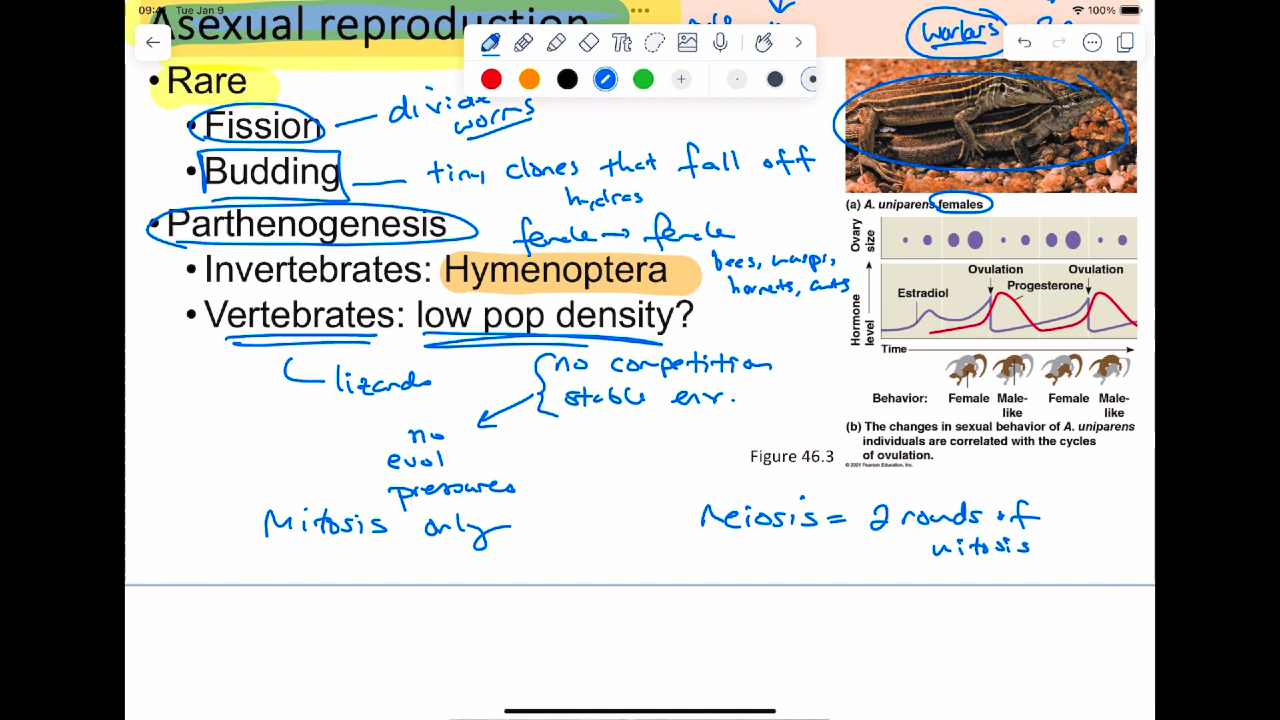 Tue Jan 9
100%
Asexual reproduction
workers
• Rare
• Fission
divide
worms
• Budding
tiny clones that fall off
hydras
• Parthenogenesis
female → female
• Invertebrates: Hymenoptera
bees, wasps,
hornets, ants
• Vertebrates: low pop density?
lizards
no competition
stable env.
no
evol
pressures
Mitosis only
Meiosis = 2 rounds of
mitosis
(a) A. uniparens females
Ovary size
Ovulation
Ovulation
Estradiol
Progesterone
Hormone level
Time
Behavior: Female Male-like Female Male-like
(b) The changes in sexual behavior of A. uniparens
individuals are correlated with the cycles
of ovulation.
© 2021 Pearson Education, Inc.
Figure 46.3